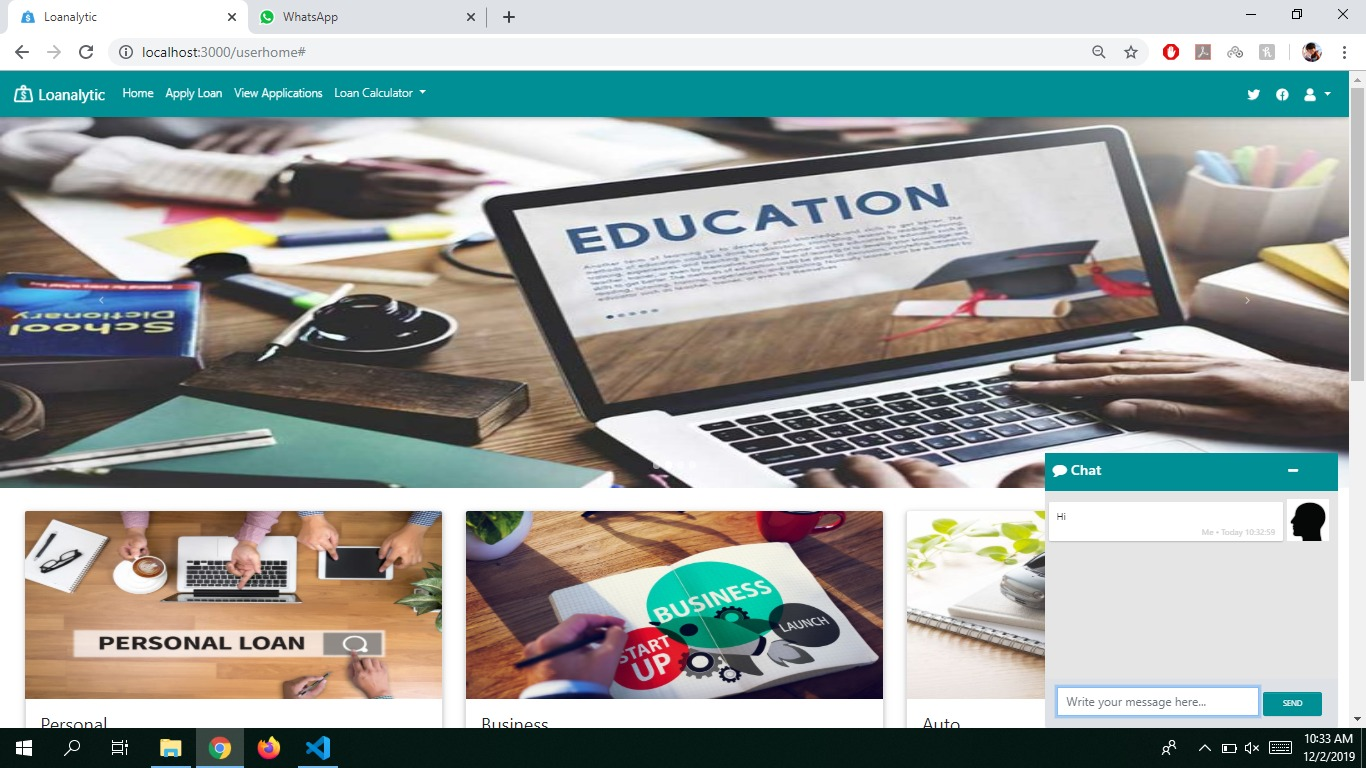 Loanalytic
WhatsApp
localhost:3000/userhome#
Loanalytic Home Apply Loan View Applications Loan Calculator
EDUCATION
School
Dictionary
Chat
Hi
Me • Today 10:32:59
PERSONAL LOAN
BUSINESS
START
UP
LAUNCH
Write your message here...
SEND
Personal
Business
Auto
10:33 AM
12/2/2019